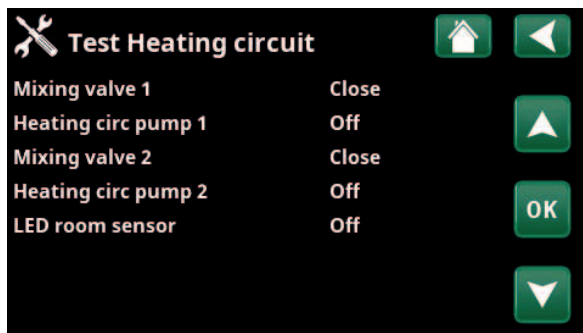 Test Heating circuit
Mixing valve 1 Close
Heating circ pump 1 Off
Mixing valve 2 Close
Heating circ pump 2 Off
OK
LED room sensor Off